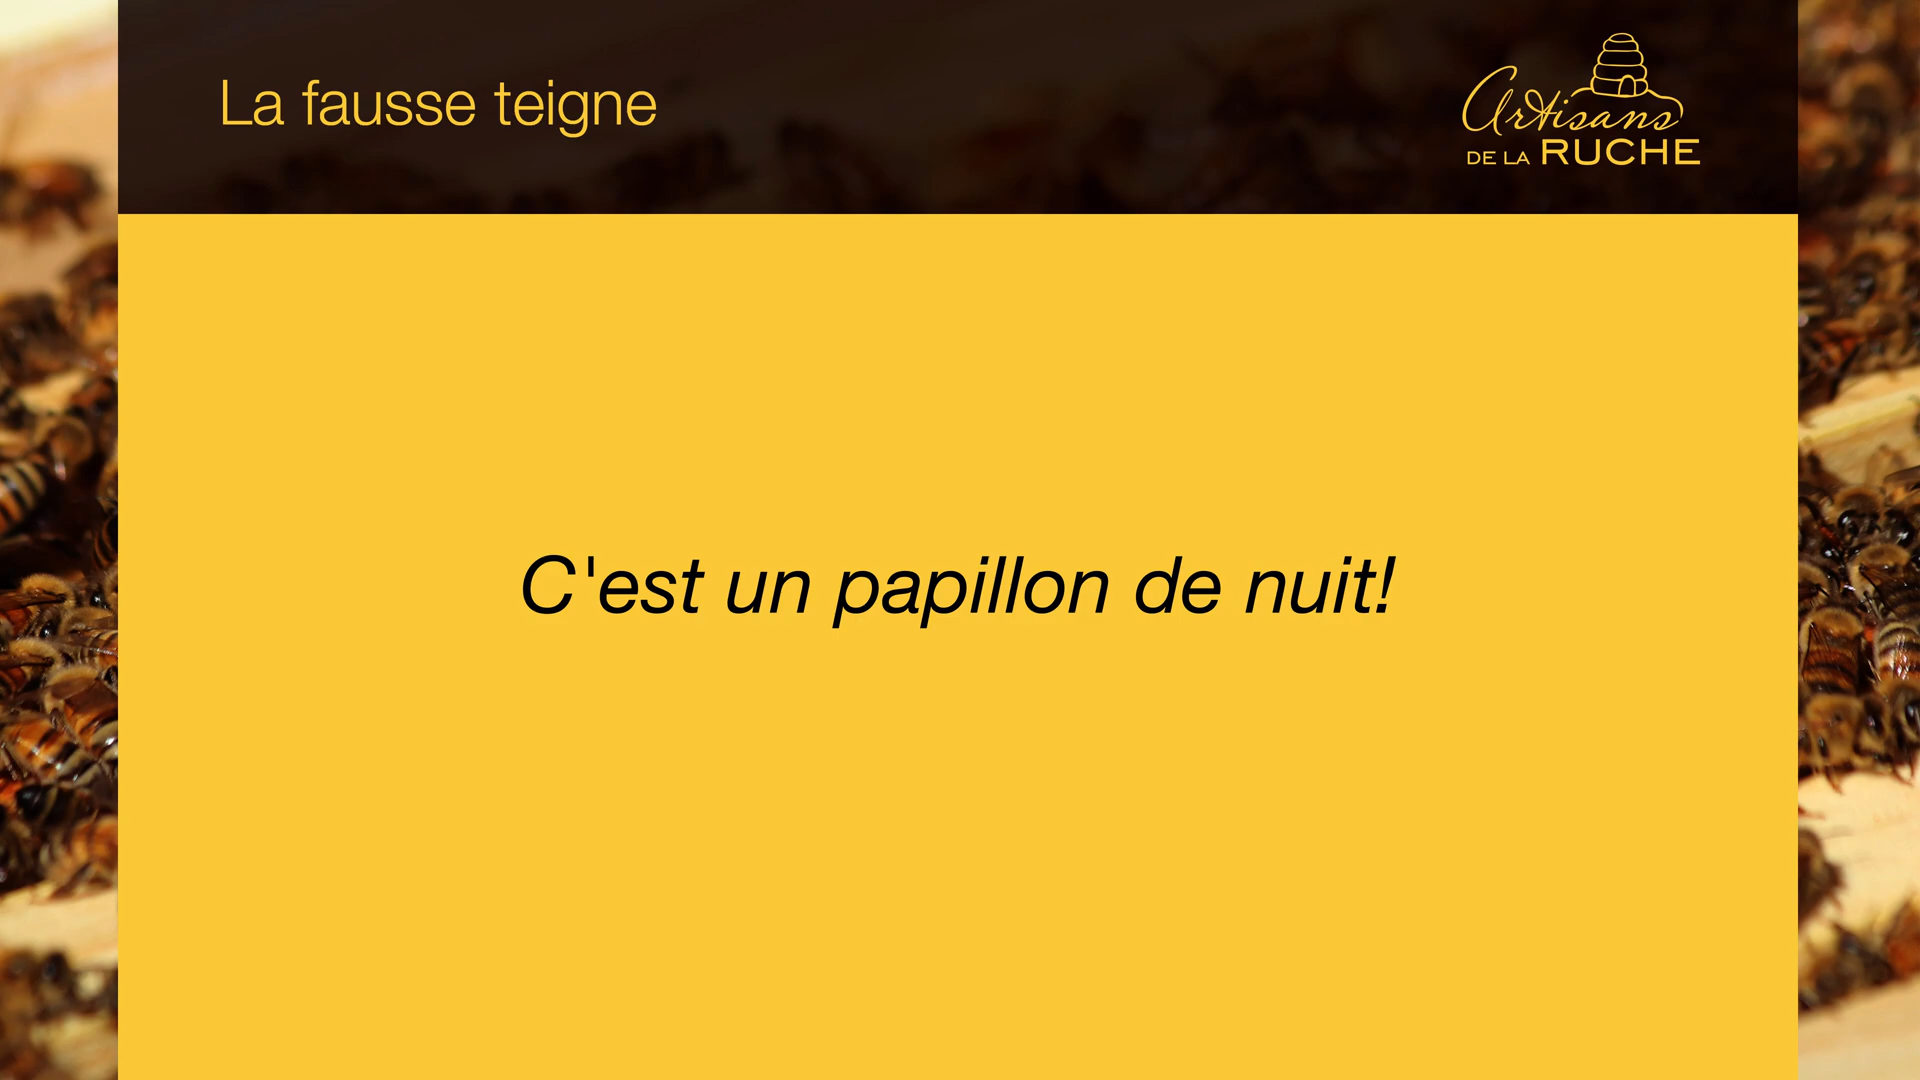 La fausse teigne
Artisans
DE LA RUCHE
C'est un papillon de nuit!